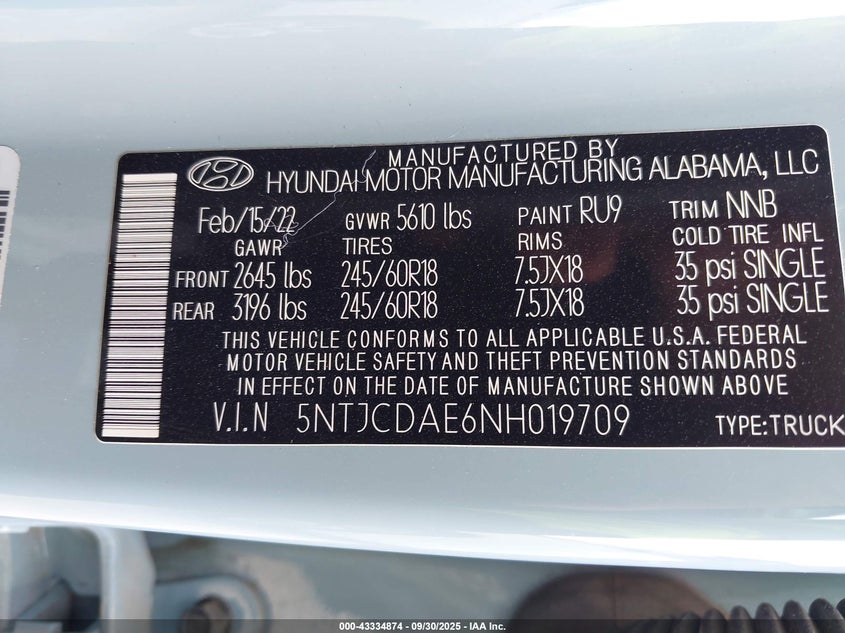 MANUFACTURED BY
HYUNDAI MOTOR MANUFACTURING ALABAMA, LLC
Feb/15/22 GVWR 5610 lbs PAINT RU9 TRIM NNB
GAWR TIRES RIMS COLD TIRE INFL
FRONT 2645 lbs 245/60R18 7.5JX18 35 psi SINGLE
REAR 3196 lbs 245/60R18 7.5JX18 35 psi SINGLE
THIS VEHICLE CONFORMS TO ALL APPLICABLE U.S.A. FEDERAL
MOTOR VEHICLE SAFETY AND THEFT PREVENTION STANDARDS
IN EFFECT ON THE DATE OF MANUFACTURE SHOWN ABOVE
V.I.N 5NTJCDAE6NH019709 TYPE:TRUCK
000-43334874 - 09/30/2025 - IAA Inc.